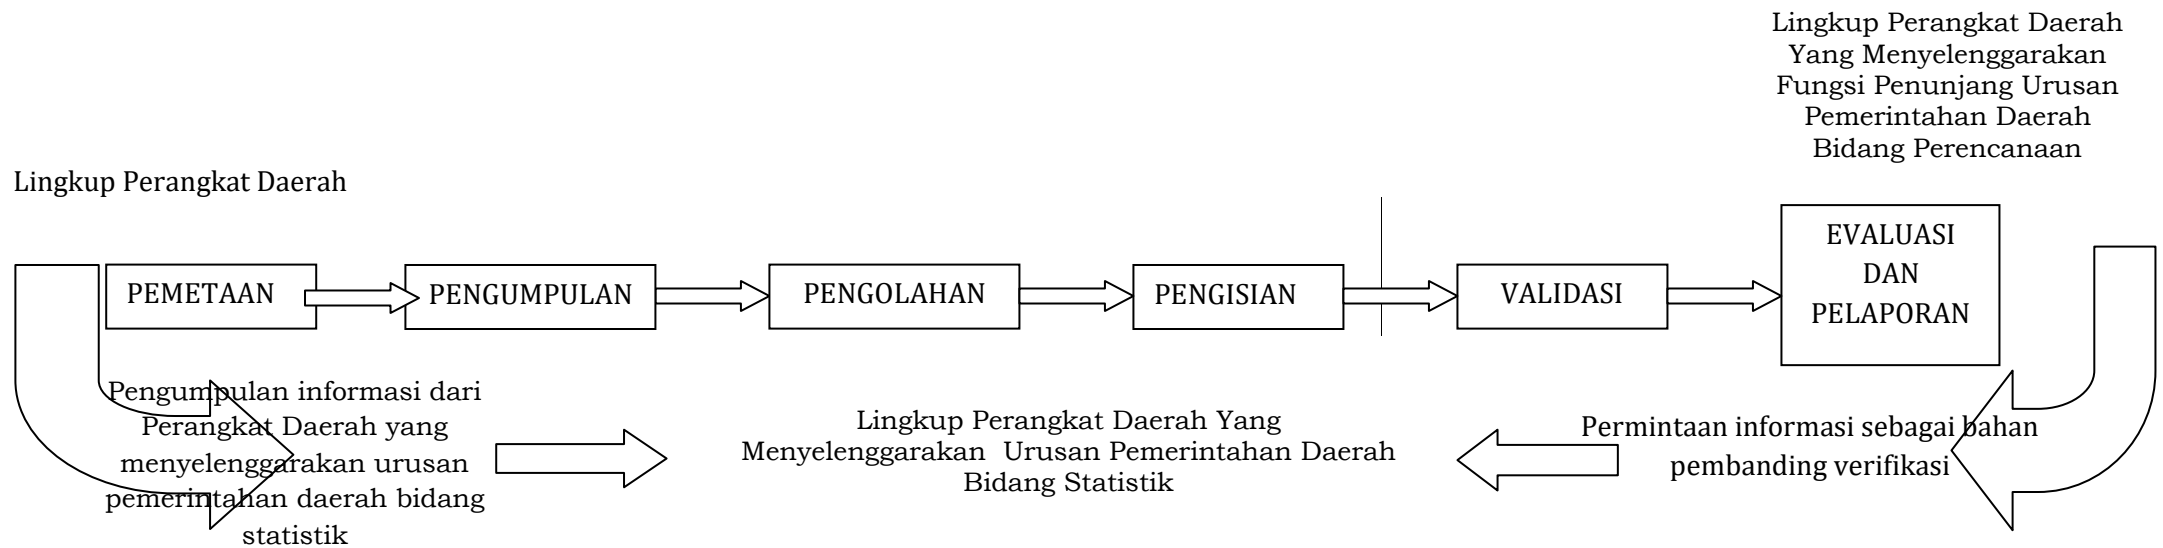 Lingkup Perangkat Daerah
Yang Menyelenggarakan
Fungsi Penunjang Urusan
Pemerintahan Daerah
Bidang Perencanaan
Lingkup Perangkat Daerah
PEMETAAN
PENGUMPULAN
PENGOLAHAN
PENGISIAN
VALIDASI
EVALUASI
DAN
PELAPORAN
Pengumpulan informasi dari
Perangkat Daerah yang
menyelenggarakan urusan
pemerintahan daerah bidang
statistik
Lingkup Perangkat Daerah Yang
Menyelenggarakan  Urusan Pemerintahan Daerah
Bidang Statistik
Permintaan informasi sebagai bahan
pembanding verifikasi